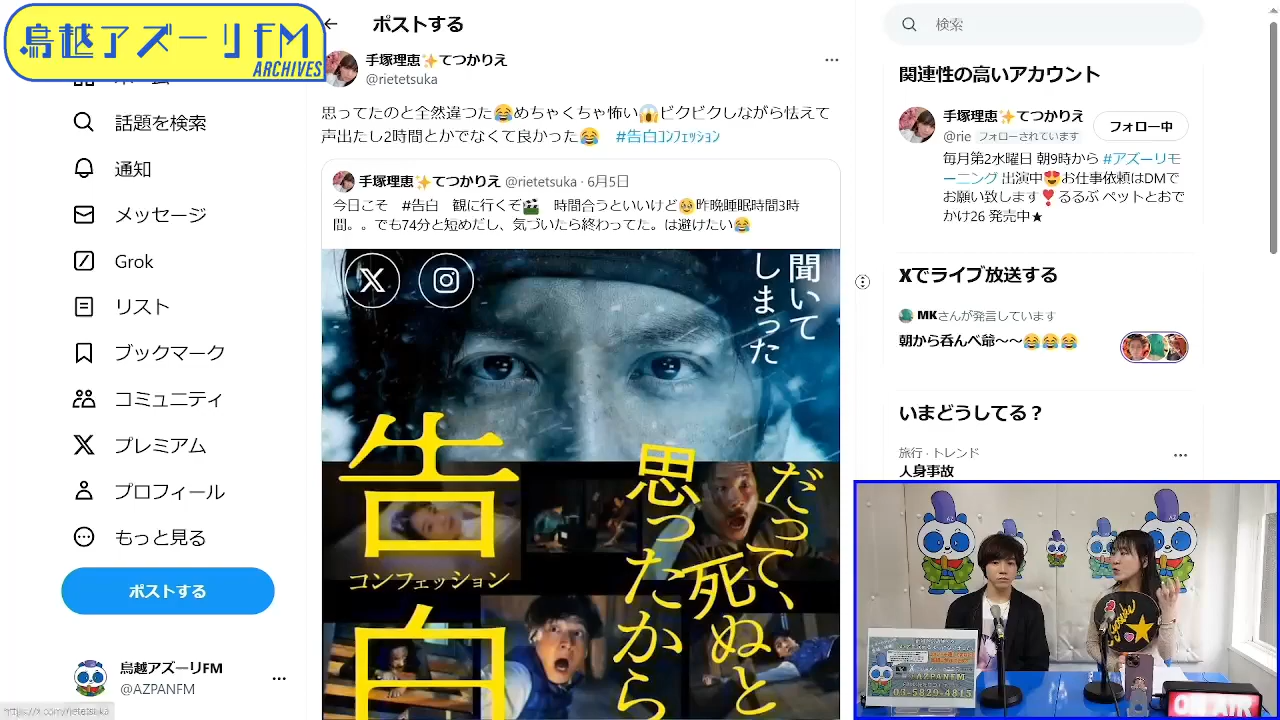 鳥越アズーリFM
ARCHIVES
ポストする
手塚理恵✨てつかりえ
@rietetsuka
思ってたのと全然違つた😂めちゃくちゃ怖い😱ビクビクしながら怯えて
声出たし2時間とかでなくて良かった😂 #告白ｺﾝﾌｪｯｼｮﾝ
手塚理恵✨てつかりえ @rietetsuka · 6月5日
今日こそ #告白 観に行くぞ🎬 時間合うといいけど🥹昨晩睡眠時間3時
間。。でも74分と短めだし、気づいたら終わってた。は避けたい😂
聞いて
しまった
告白
コンフェッション
だって、
死ぬと
思ったから
話題を検索
通知
メッセージ
Grok
リスト
ブックマーク
コミュニティ
プレミアム
プロフィール
もっと見る
ポストする
鳥越アズーリFM
@AZPANFM
https://x.com/rietetsuka
検索
関連性の高いアカウント
手塚理恵✨てつかりえ
@rie フォローされています
フォロー中
毎月第2水曜日 朝9時から #アズーリモ
ーニング 出演中😍お仕事依頼はDMで
お願い致します❣️るるぶ ペットとおで
かけ26 発売中★
Xでライブ放送する
MKさんが発言しています
朝から呑んべ爺〜〜😂😂😂
いまどうしてる？
旅行 · トレンド
人身事故
@AZPANFM
03-5829-4813
ON AIR